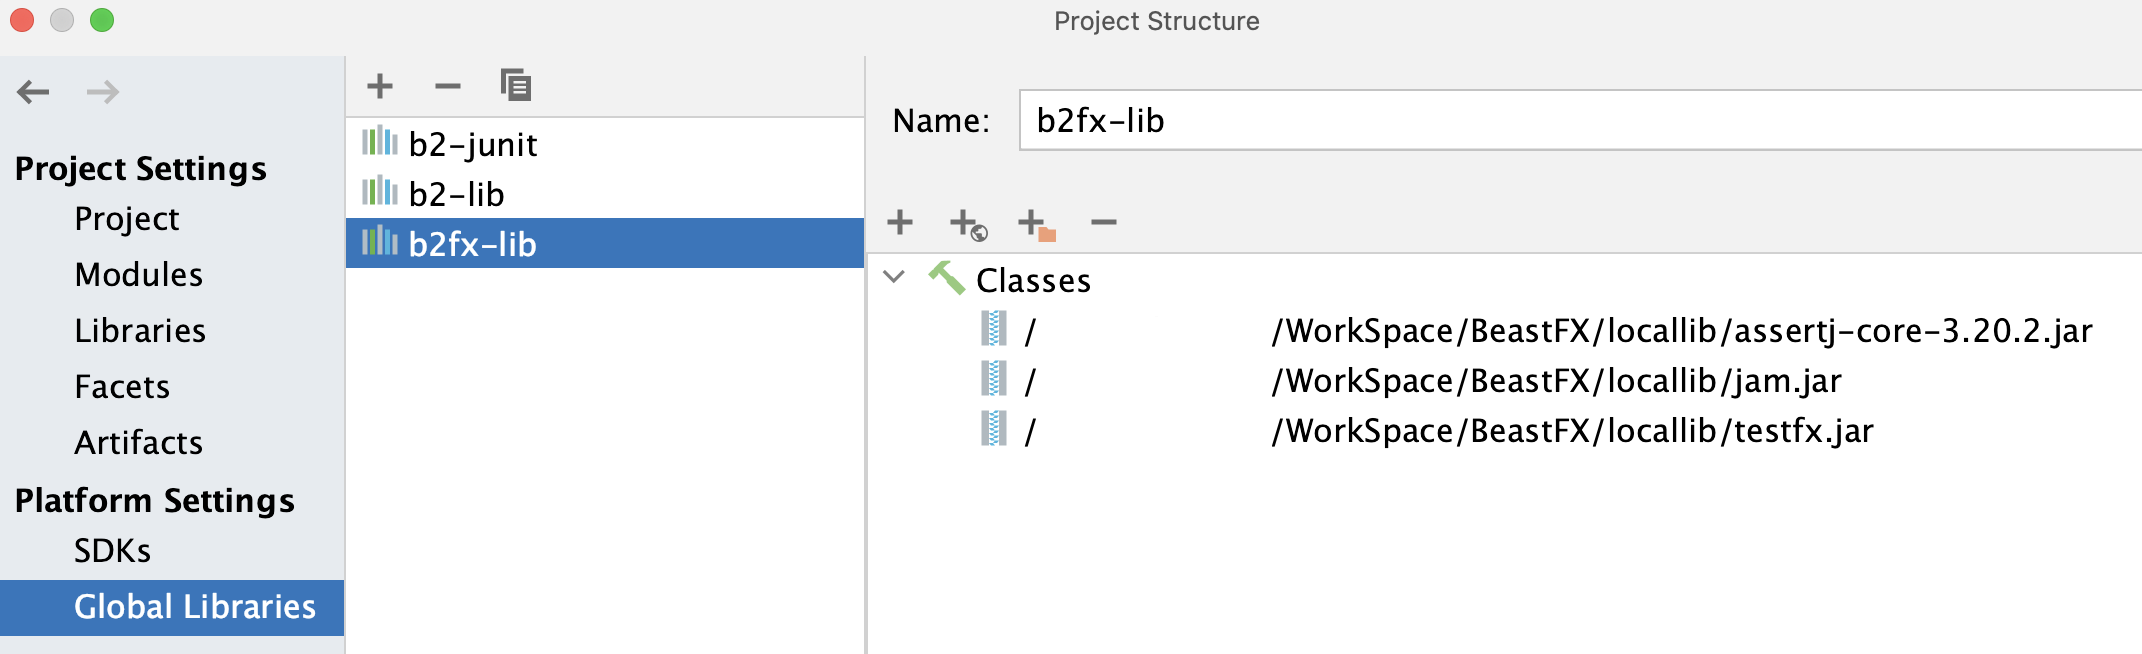 Project Structure
Project Settings
Project
Modules
Libraries
Facets
Artifacts
Platform Settings
SDKs
Global Libraries
b2-junit
b2-lib
b2fx-lib
Name: b2fx-lib
Classes
/ /WorkSpace/BeastFX/locallib/assertj-core-3.20.2.jar
/ /WorkSpace/BeastFX/locallib/jam.jar
/ /WorkSpace/BeastFX/locallib/testfx.jar